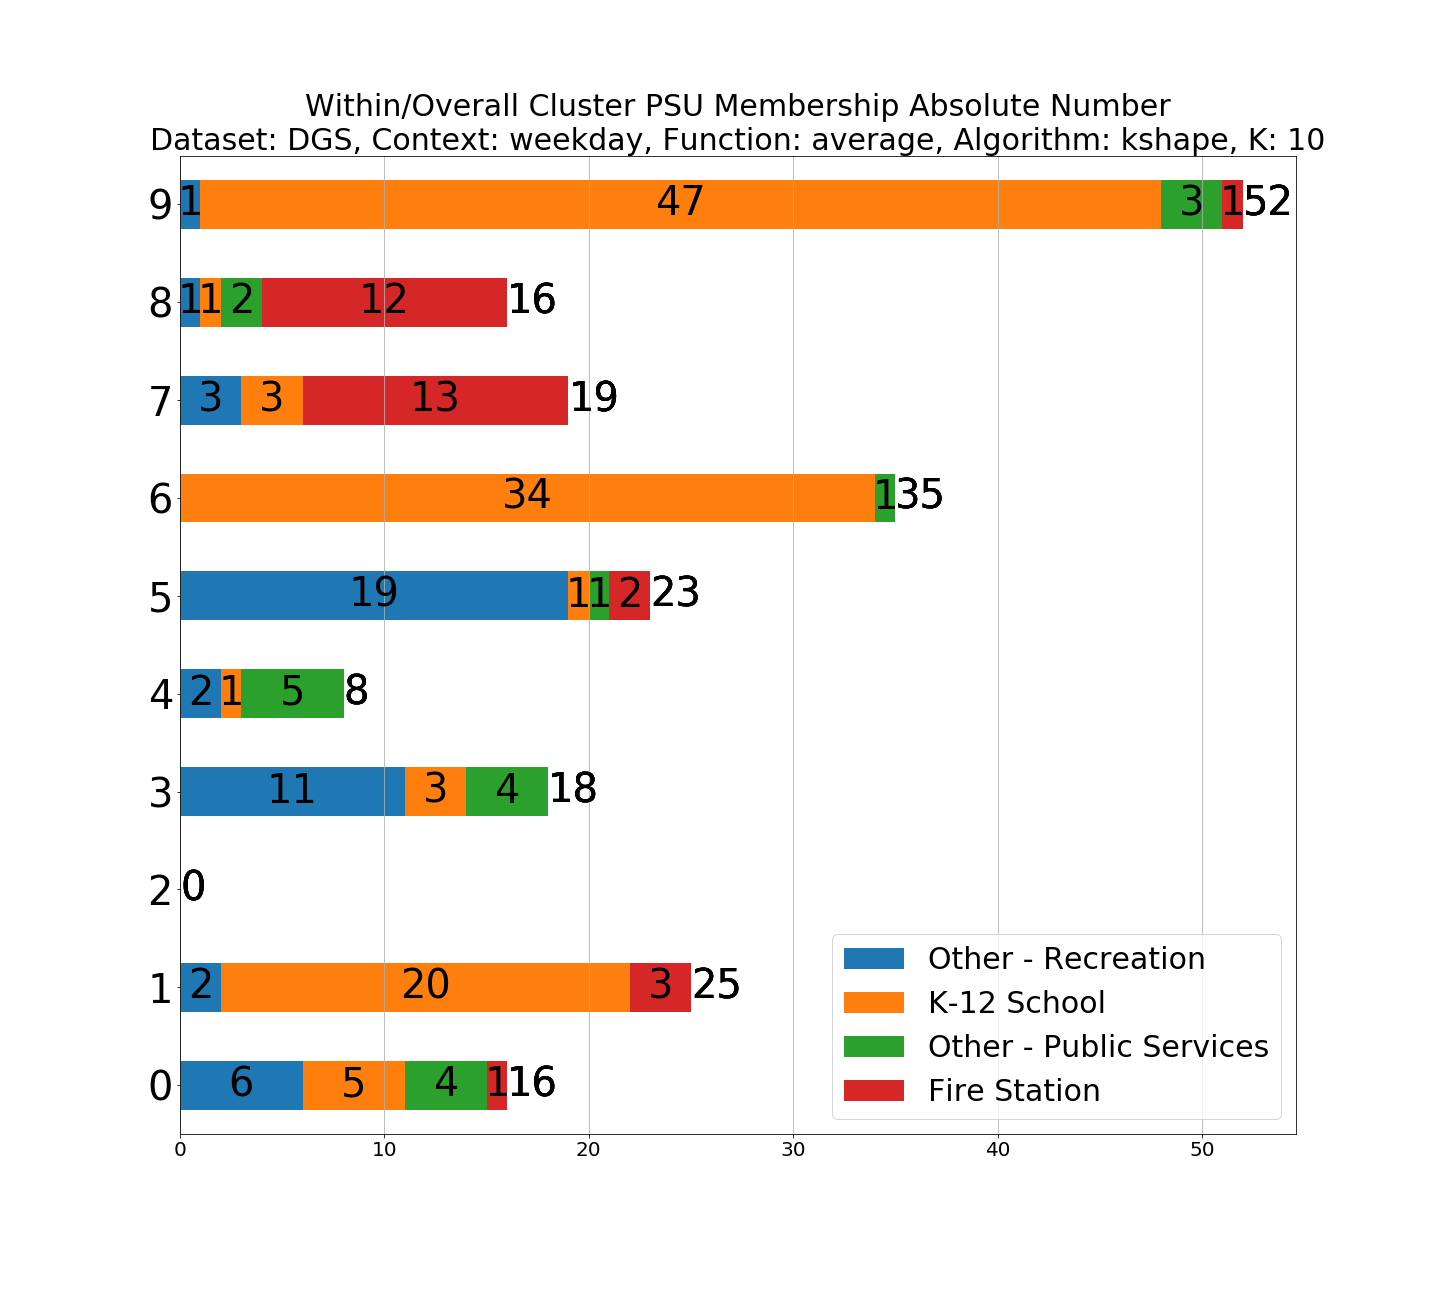 Within/Overall Cluster PSU Membership Absolute Number
Dataset: DGS, Context: weekday, Function: average, Algorithm: kshape, K: 10
9 1 47 3 1 52
8 1 1 2 12 16
7 3 3 13 19
6 34 1 35
5 19 1 1 2 23
4 2 1 5 8
3 11 3 4 18
2 0
1 2 20 3 25
0 6 5 4 1 16
0 10 20 30 40 50
Other - Recreation
K-12 School
Other - Public Services
Fire Station